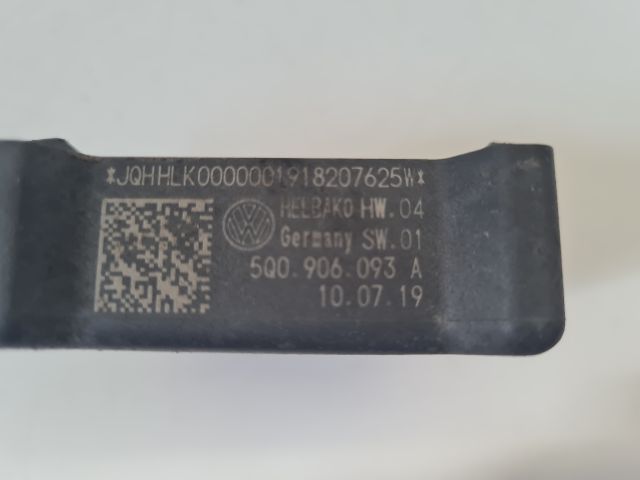 *JQHHLK0000001918207625W*
HELBAKO HW.04
Germany SW.01
5Q0.906.093 A
10.07.19